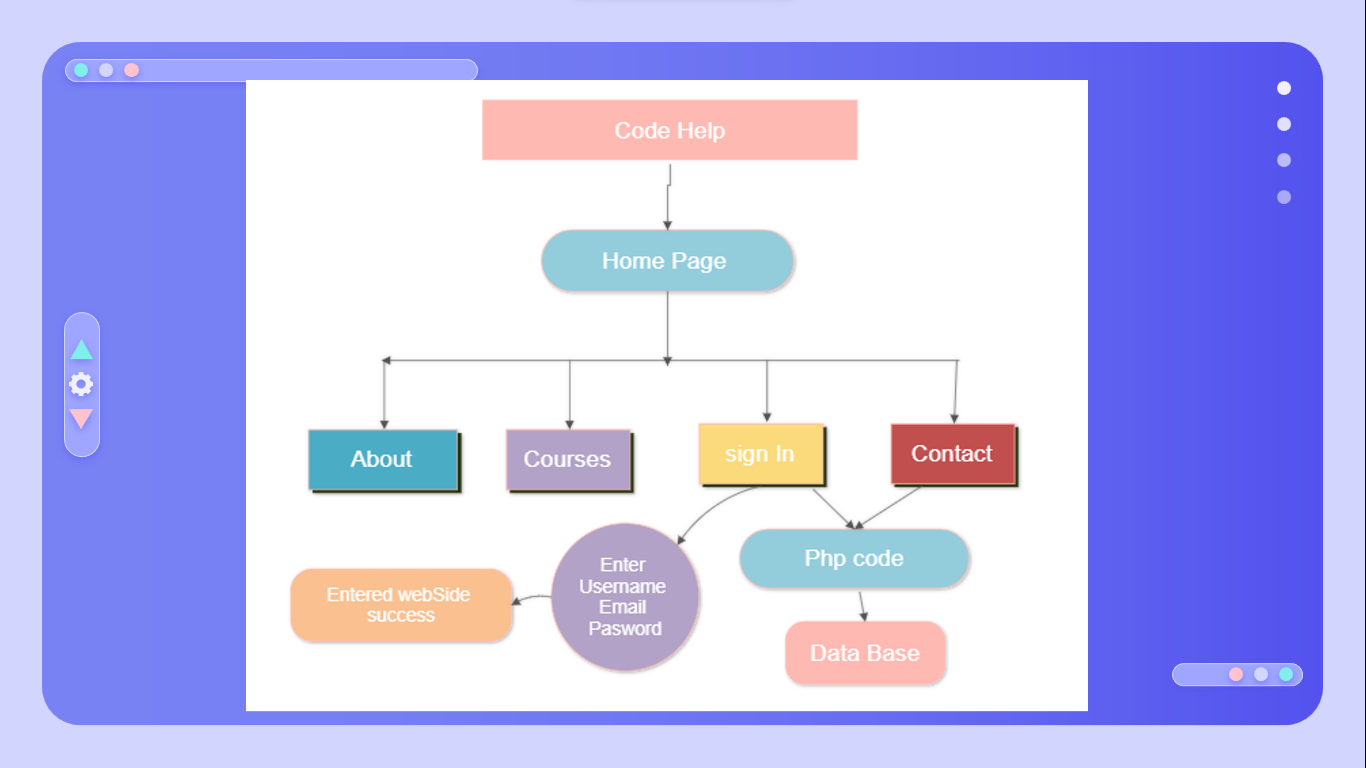 Code Help
Home Page
About
Courses
sign In
Contact
Enter
Username
Email
Pasword
Php code
Entered webSide
success
Data Base